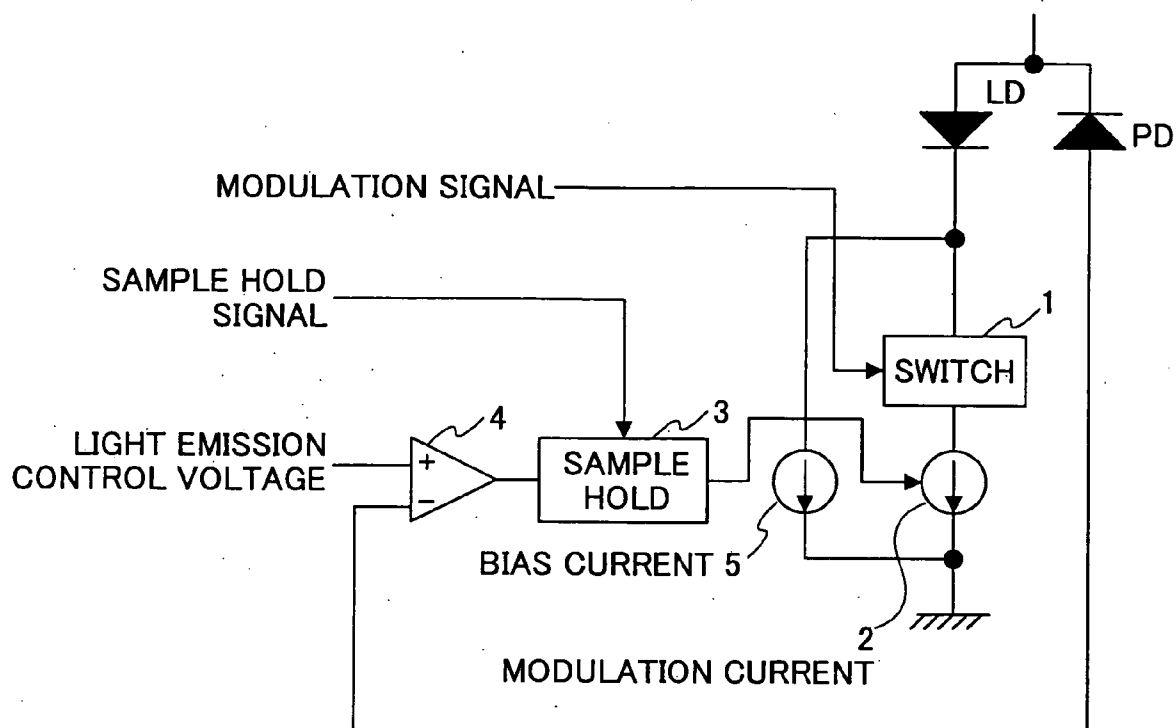 LD
PD
MODULATION SIGNAL
SAMPLE HOLD
SIGNAL
1
SWITCH
4
3
LIGHT EMISSION
CONTROL VOLTAGE
+
−
SAMPLE
HOLD
BIAS CURRENT 5
2
MODULATION CURRENT